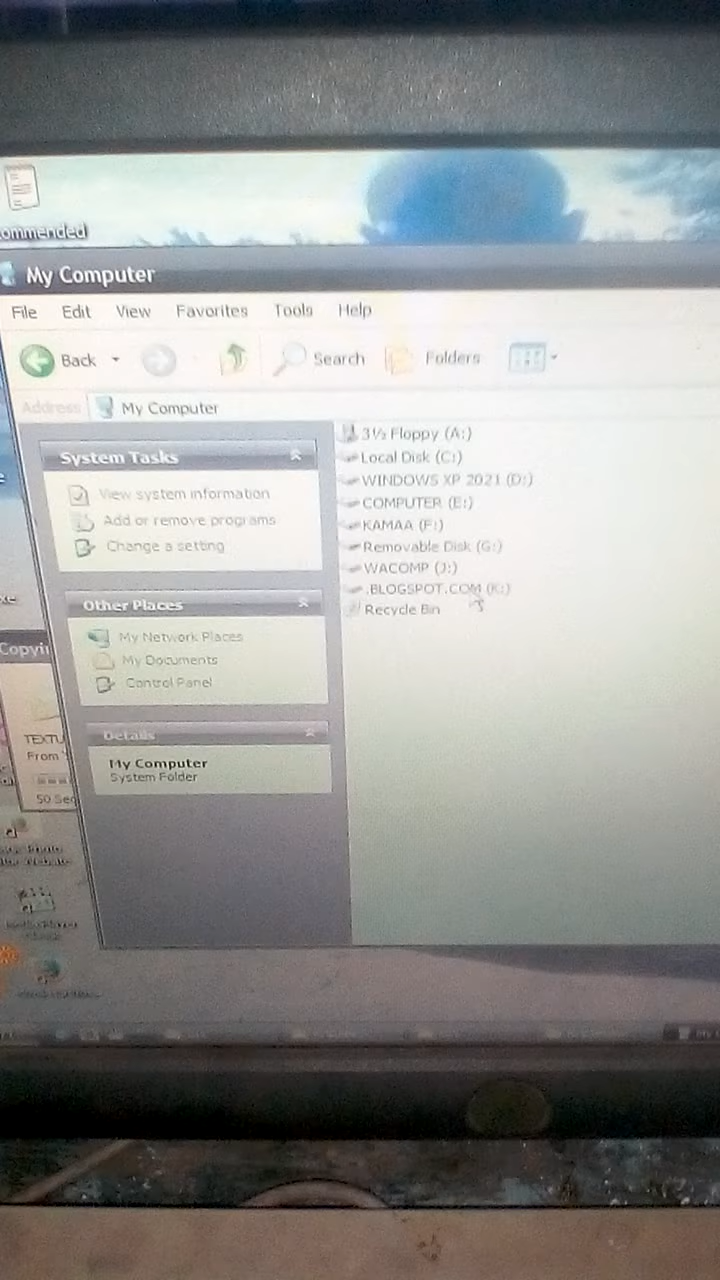 ommended
My Computer
File Edit View Favorites Tools Help
Back Search Folders
Address My Computer
System Tasks
View system information
Add or remove programs
Change a setting
Other Places
My Network Places
My Documents
Control Panel
Details
My Computer
System Folder
3½ Floppy (A:)
Local Disk (C:)
WINDOWS XP 2021 (D:)
COMPUTER (E:)
KAMAA (F:)
Removable Disk (G:)
WACOMP (J:)
.BLOGSPOT.COM (K:)
Recycle Bin
Copyi
TEXTU
From
50 Sec